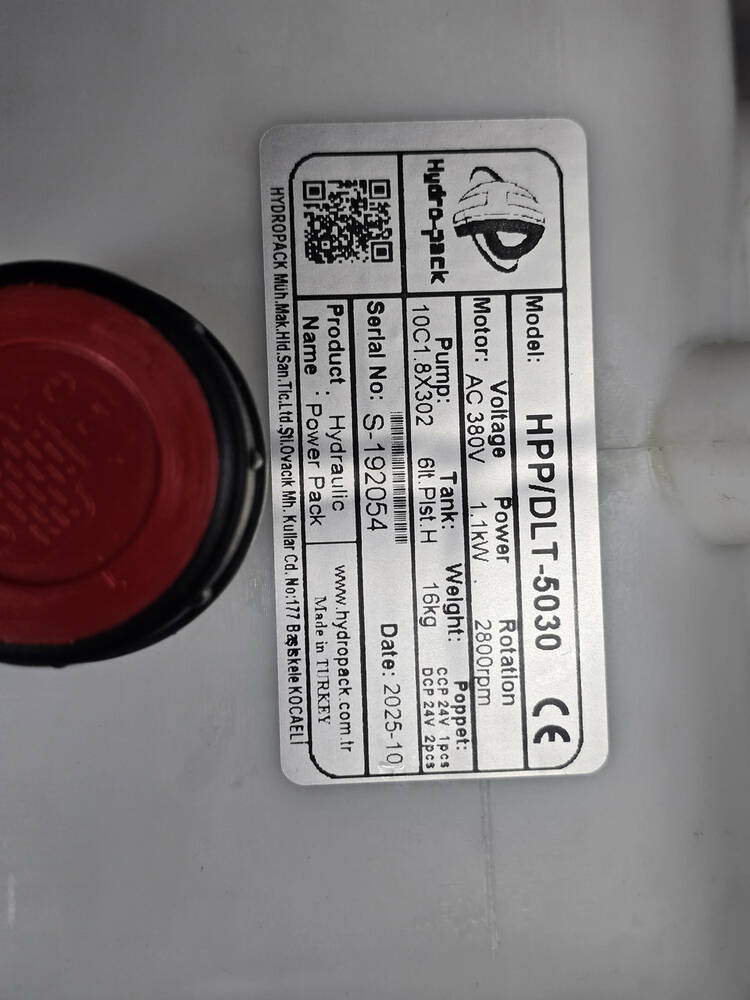 Hydro-pack
Model: HPP/DLT-5030 CE
Motor: Voltage Power Rotation
AC 380V 1.1kW 2800rpm
Pump: Tank: Weight: Poppet:
10C1.8X302 6lt.Plst.H 16kg CCP 24V 1pcs
DCP 24V 2pcs
Serial No: S-192054 Date: 2025-10
Product : Hydraulic
Name Power Pack
www.hydropack.com.tr
Made in TURKEY
HYDROPACK Müh.Mak.Hid.San.Tic.Ltd.Şti.Ovacık Mh. Kullar Cd. No:177 Başiskele KOCAELİ